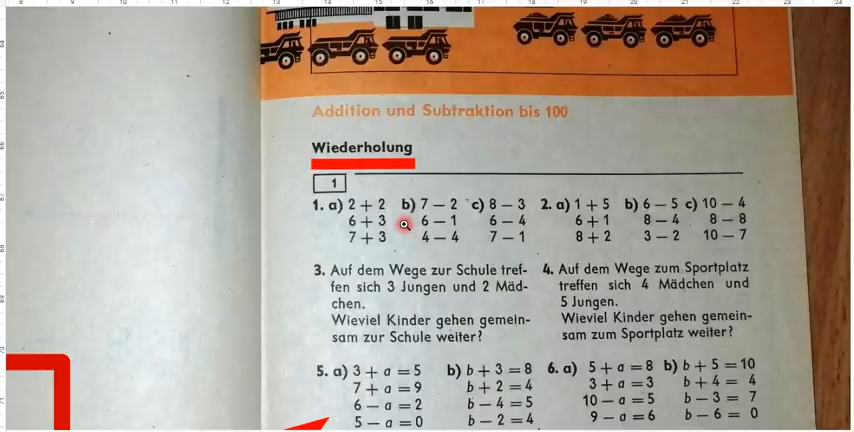 Addition und Subtraktion bis 100
Wiederholung
1
1. a) 2 + 2 b) 7 – 2 c) 8 – 3 2. a) 1 + 5 b) 6 – 5 c) 10 – 4
6 + 3 6 – 1 6 – 4 6 + 1 8 – 4 8 – 8
7 + 3 4 – 4 7 – 1 8 + 2 3 – 2 10 – 7
3. Auf dem Wege zur Schule tref-
fen sich 3 Jungen und 2 Mäd-
chen.
Wieviel Kinder gehen gemein-
sam zur Schule weiter?
4. Auf dem Wege zum Sportplatz
treffen sich 4 Mädchen und
5 Jungen.
Wieviel Kinder gehen gemein-
sam zum Sportplatz weiter?
5. a) 3 + a = 5 b) b + 3 = 8 6. a) 5 + a = 8 b) b + 5 = 10
7 + a = 9 b + 2 = 4 3 + a = 3 b + 4 = 4
6 – a = 2 b – 4 = 5 10 – a = 5 b – 3 = 7
5 – a = 0 b – 2 = 4 9 – a = 6 b – 6 = 0